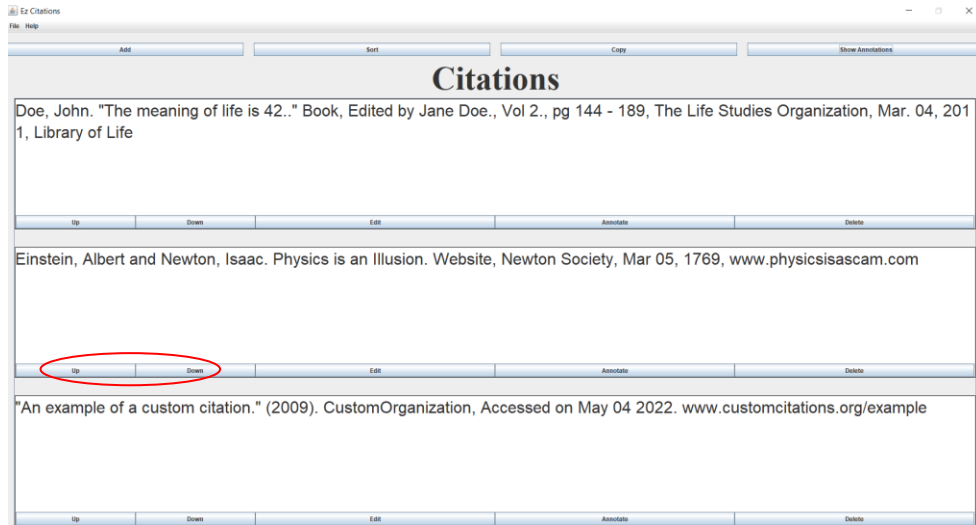 Ez Citations
File Help
Add Sort Copy Show Annotations
Citations
Doe, John. "The meaning of life is 42.." Book, Edited by Jane Doe., Vol 2., pg 144 - 189, The Life Studies Organization, Mar. 04, 201
1, Library of Life
Up Down Edit Annotate Delete
Einstein, Albert and Newton, Isaac. Physics is an Illusion. Website, Newton Society, Mar 05, 1769, www.physicsisascam.com
Up Down Edit Annotate Delete
"An example of a custom citation." (2009). CustomOrganization, Accessed on May 04 2022. www.customcitations.org/example
Up Down Edit Annotate Delete